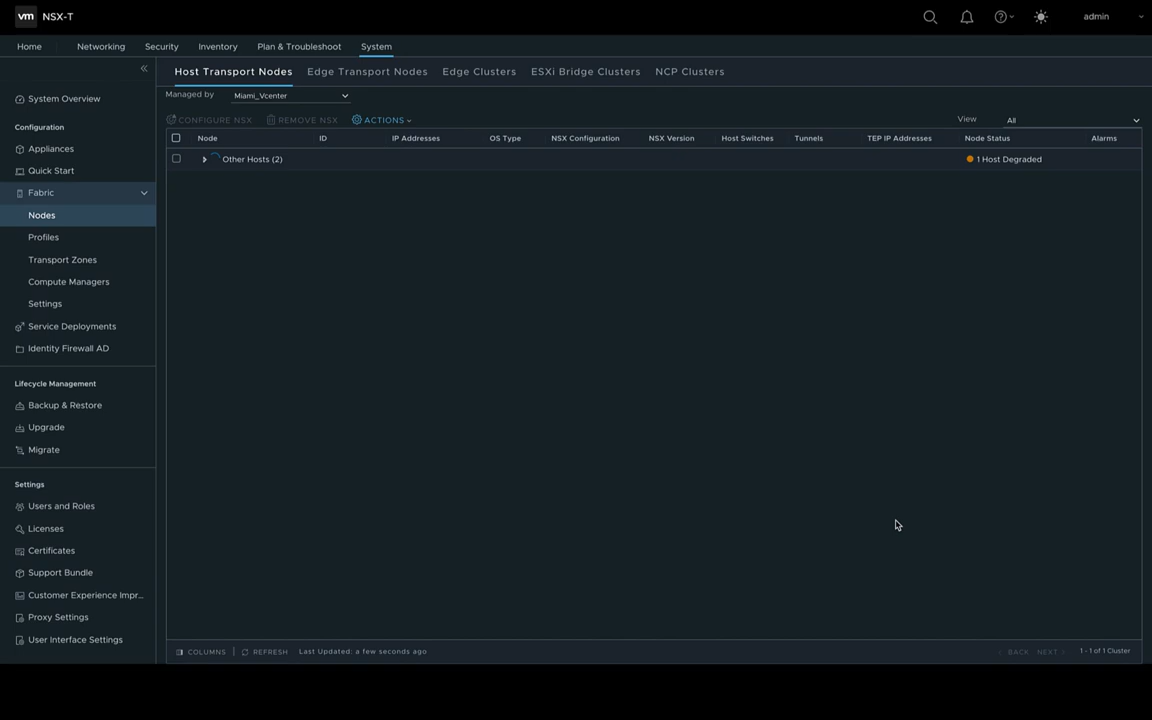 vm NSX-T
admin
Home Networking Security Inventory Plan & Troubleshoot System
System Overview
Configuration
Appliances
Quick Start
Fabric
Nodes
Profiles
Transport Zones
Compute Managers
Settings
Service Deployments
Identity Firewall AD
Lifecycle Management
Backup & Restore
Upgrade
Migrate
Settings
Users and Roles
Licenses
Certificates
Support Bundle
Customer Experience Impr...
Proxy Settings
User Interface Settings
Host Transport Nodes Edge Transport Nodes Edge Clusters ESXi Bridge Clusters NCP Clusters
Managed by Miami_Vcenter
CONFIGURE NSX REMOVE NSX ACTIONS View All
Node ID IP Addresses OS Type NSX Configuration NSX Version Host Switches Tunnels TEP IP Addresses Node Status Alarms
Other Hosts (2) 1 Host Degraded
COLUMNS REFRESH Last Updated: a few seconds ago BACK NEXT 1 - 1 of 1 Cluster